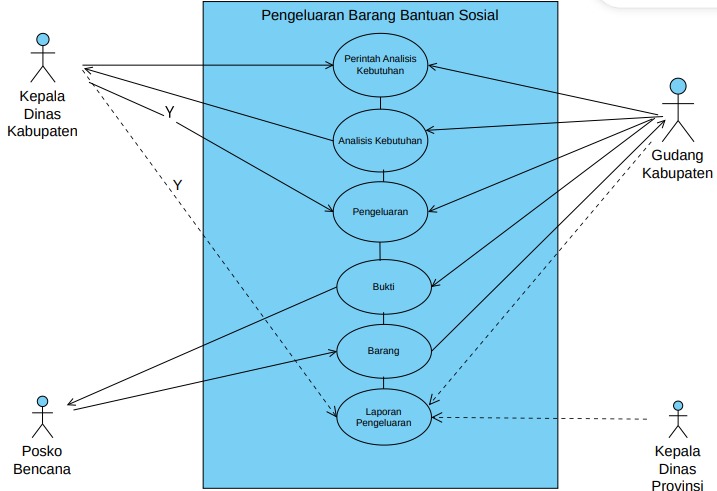 Pengeluaran Barang Bantuan Sosial
Perintah Analisis
Kebutuhan
Kepala
Dinas
Kabupaten
Y
Analisis Kebutuhan
Gudang
Kabupaten
Y
Pengeluaran
Bukti
Barang
Laporan
Pengeluaran
Posko
Bencana
Kepala
Dinas
Provinsi